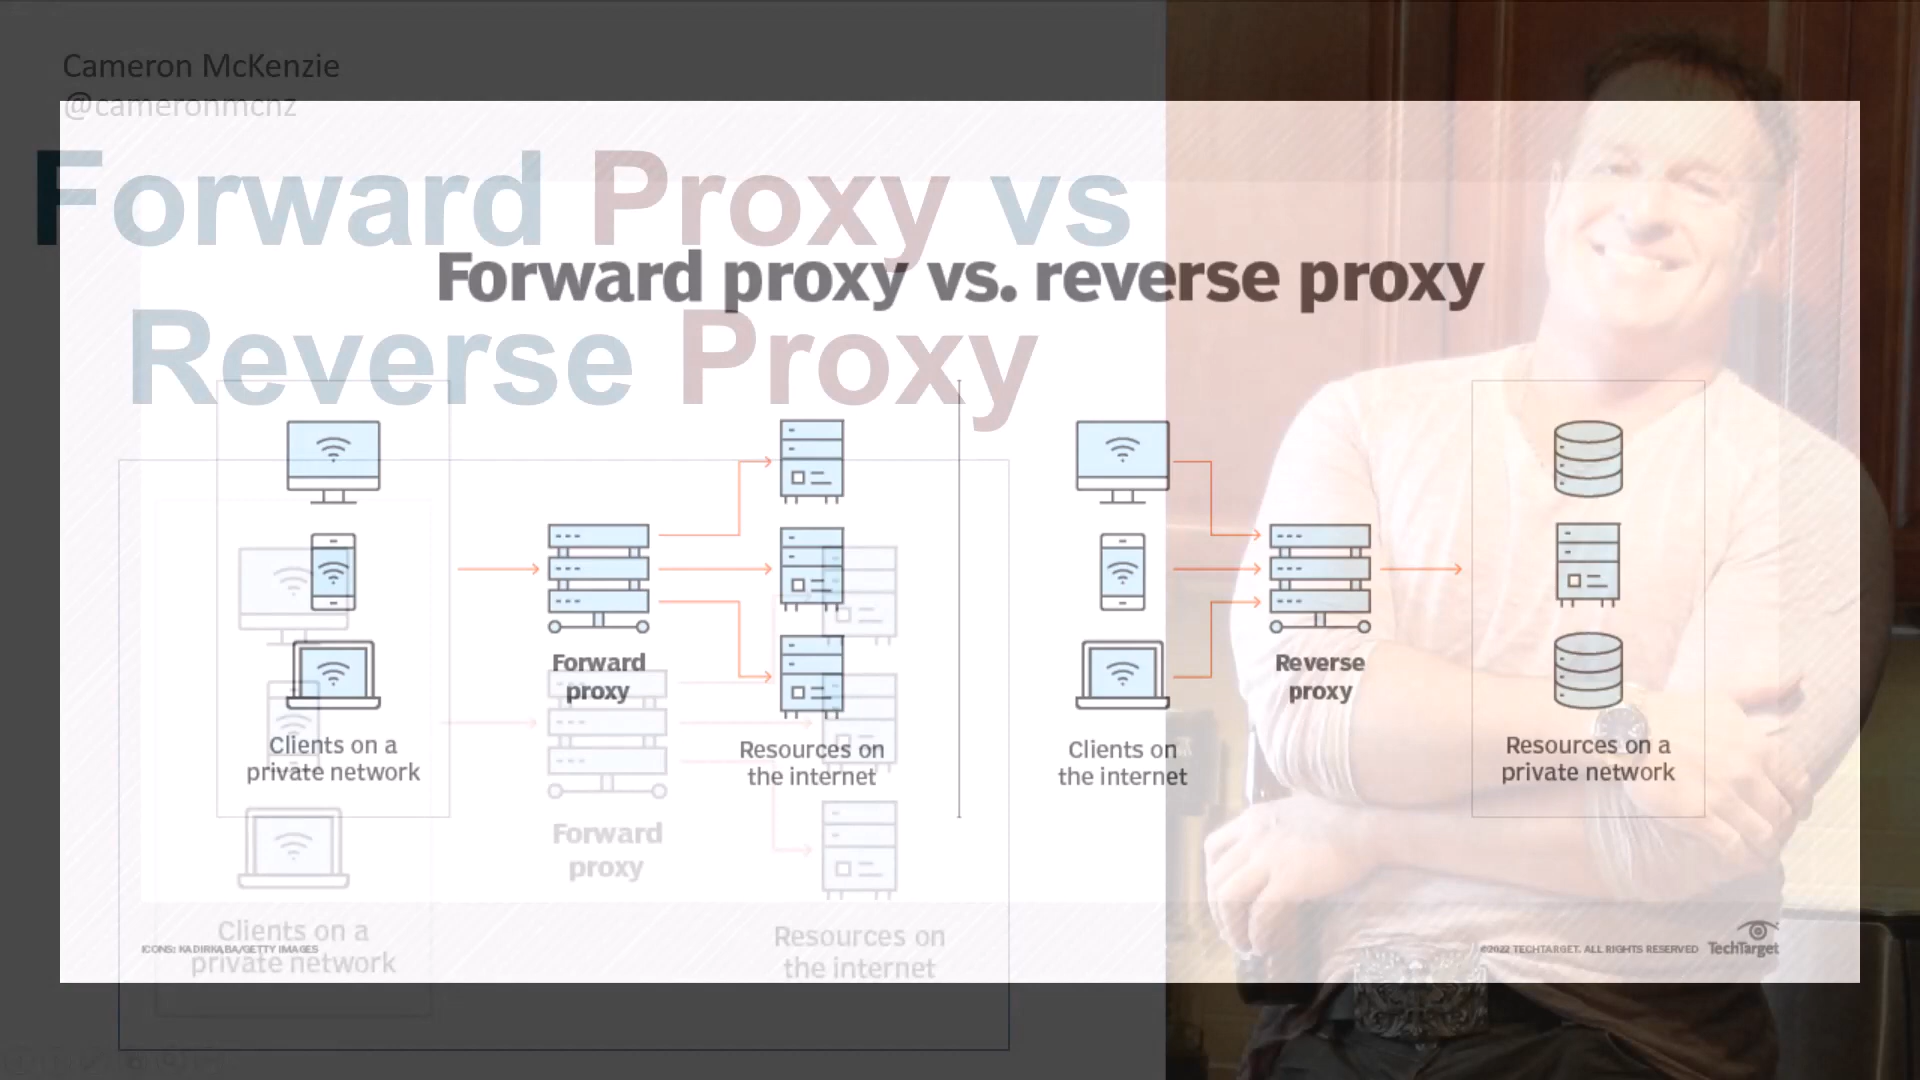 Cameron McKenzie
@cameronmcnz
Forward Proxy vs
Reverse Proxy
Forward proxy vs. reverse proxy
Forward
proxy
Clients on a
private network
Resources on
the internet
Reverse
proxy
Clients on
the internet
Resources on a
private network
Forward
proxy
Clients on a
private network
Resources on
the internet
ICONS: KADIRKABA/GETTY IMAGES
©2022 TECHTARGET. ALL RIGHTS RESERVED
TechTarget